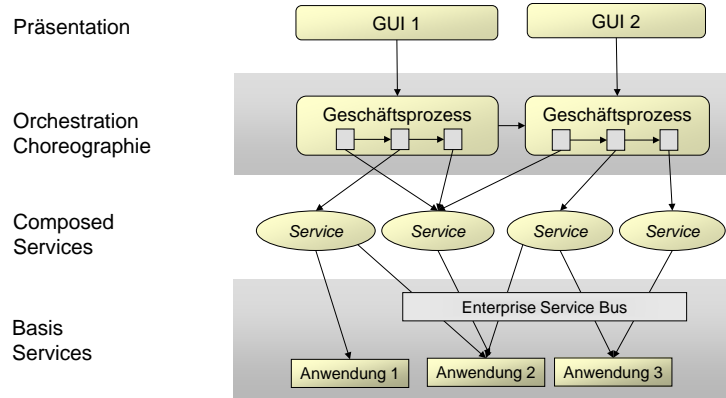 Präsentation
GUI 1
GUI 2
Orchestration
Choreographie
Geschäftsprozess
Geschäftsprozess
Composed
Services
Service
Service
Service
Service
Enterprise Service Bus
Basis
Services
Anwendung 1
Anwendung 2
Anwendung 3